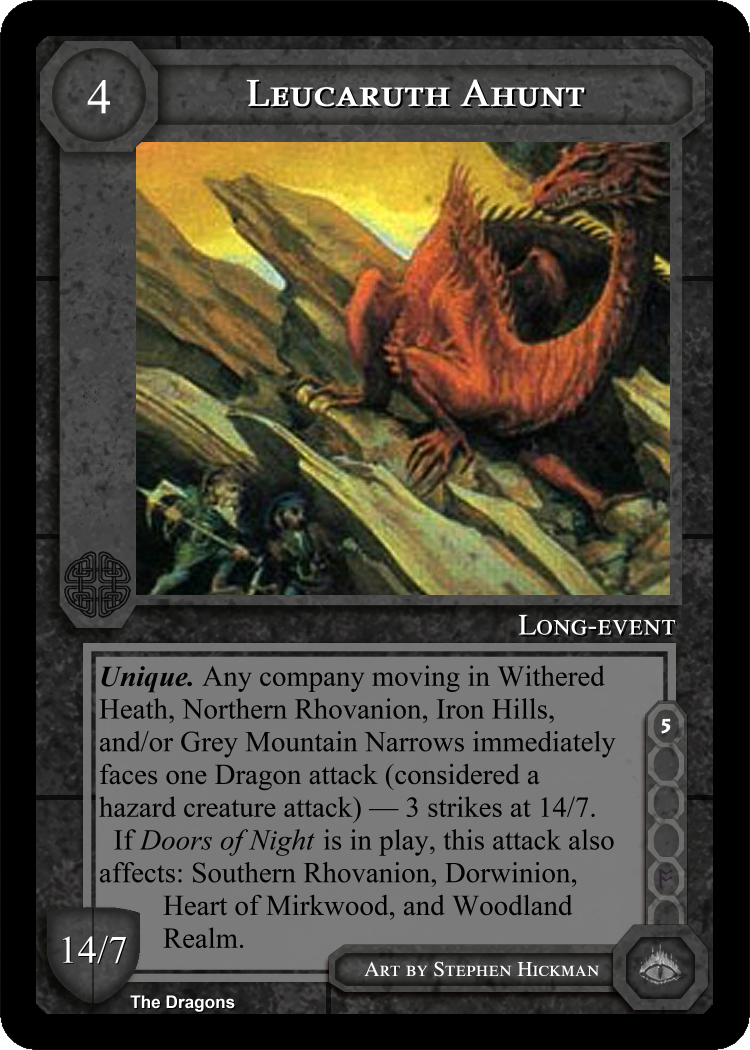 4
Leucaruth Ahunt
Long-event
Unique. Any company moving in Withered
Heath, Northern Rhovanion, Iron Hills,
and/or Grey Mountain Narrows immediately
faces one Dragon attack (considered a
hazard creature attack) — 3 strikes at 14/7.
If Doors of Night is in play, this attack also
affects: Southern Rhovanion, Dorwinion,
Heart of Mirkwood, and Woodland
Realm.
5
14/7
Art by Stephen Hickman
The Dragons